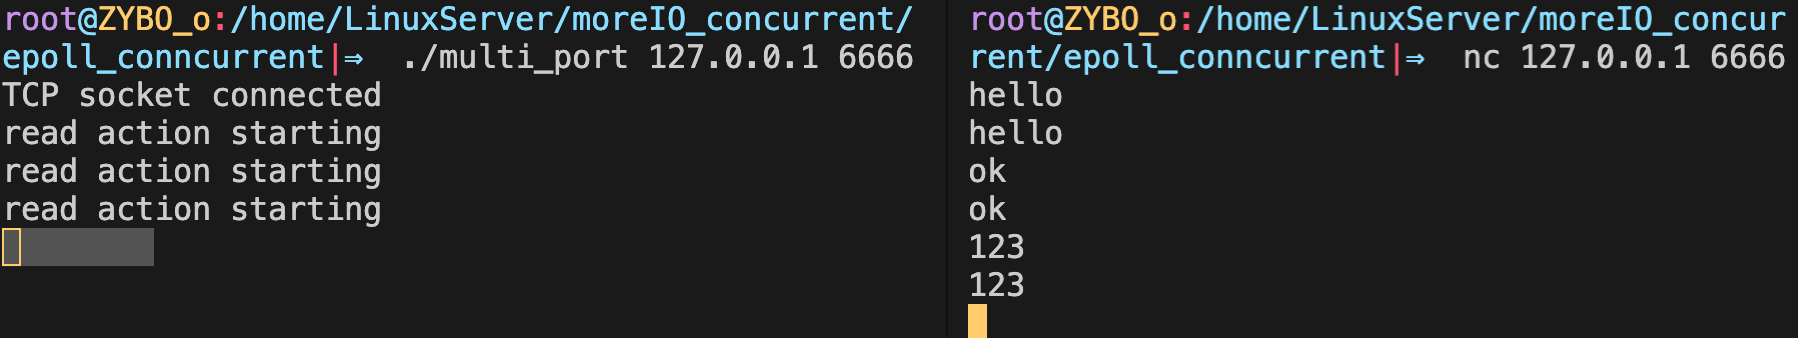 root@ZYBO_o:/home/LinuxServer/moreIO_concurrent/
epoll_conncurrent|⇒  ./multi_port 127.0.0.1 6666
TCP socket connected
read action starting
read action starting
read action starting
root@ZYBO_o:/home/LinuxServer/moreIO_concur
rent/epoll_conncurrent|⇒  nc 127.0.0.1 6666
hello
hello
ok
ok
123
123